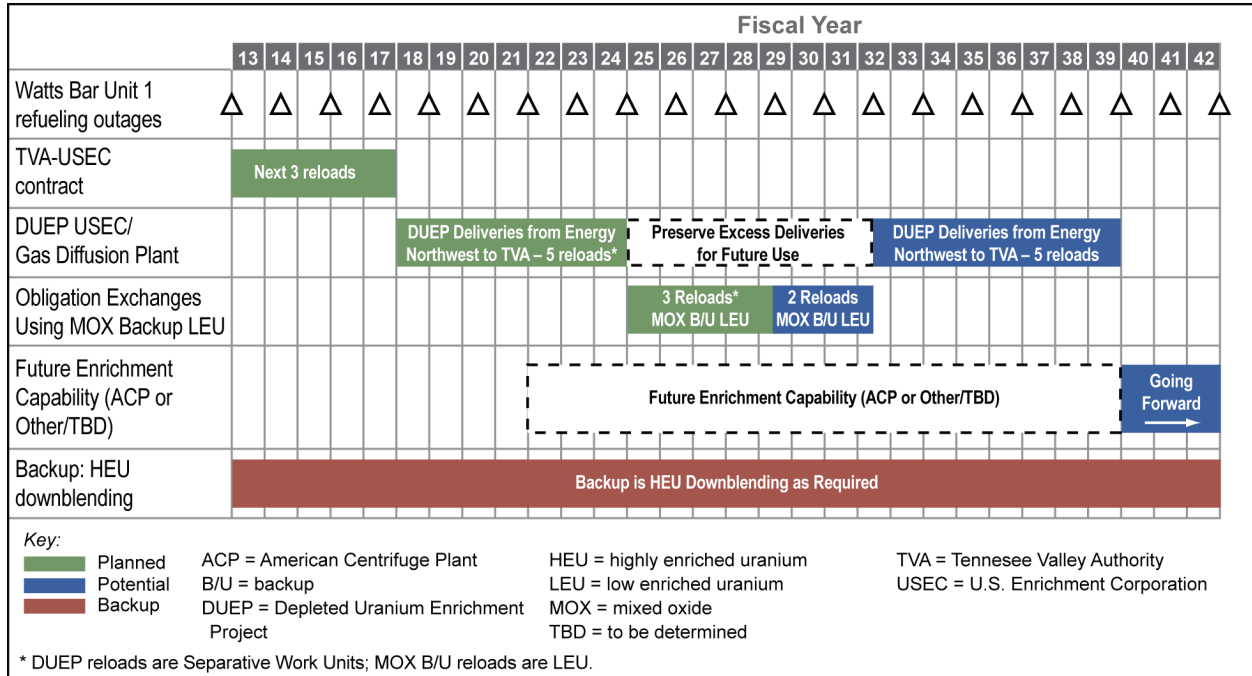 Fiscal Year
13 14 15 16 17 18 19 20 21 22 23 24 25 26 27 28 29 30 31 32 33 34 35 36 37 38 39 40 41 42
Watts Bar Unit 1
refueling outages
TVA-USEC
contract
Next 3 reloads
DUEP USEC/
Gas Diffusion Plant
DUEP Deliveries from Energy
Northwest to TVA – 5 reloads*
Preserve Excess Deliveries
for Future Use
DUEP Deliveries from Energy
Northwest to TVA – 5 reloads
Obligation Exchanges
Using MOX Backup LEU
3 Reloads*
MOX B/U LEU
2 Reloads
MOX B/U LEU
Future Enrichment
Capability (ACP or
Other/TBD)
Future Enrichment Capability (ACP or Other/TBD)
Going
Forward
Backup: HEU
downblending
Backup is HEU Downblending as Required
Key:
Planned
Potential
Backup
ACP = American Centrifuge Plant
B/U = backup
DUEP = Depleted Uranium Enrichment
Project
HEU = highly enriched uranium
LEU = low enriched uranium
MOX = mixed oxide
TBD = to be determined
TVA = Tennessee Valley Authority
USEC = U.S. Enrichment Corporation
* DUEP reloads are Separative Work Units; MOX B/U reloads are LEU.